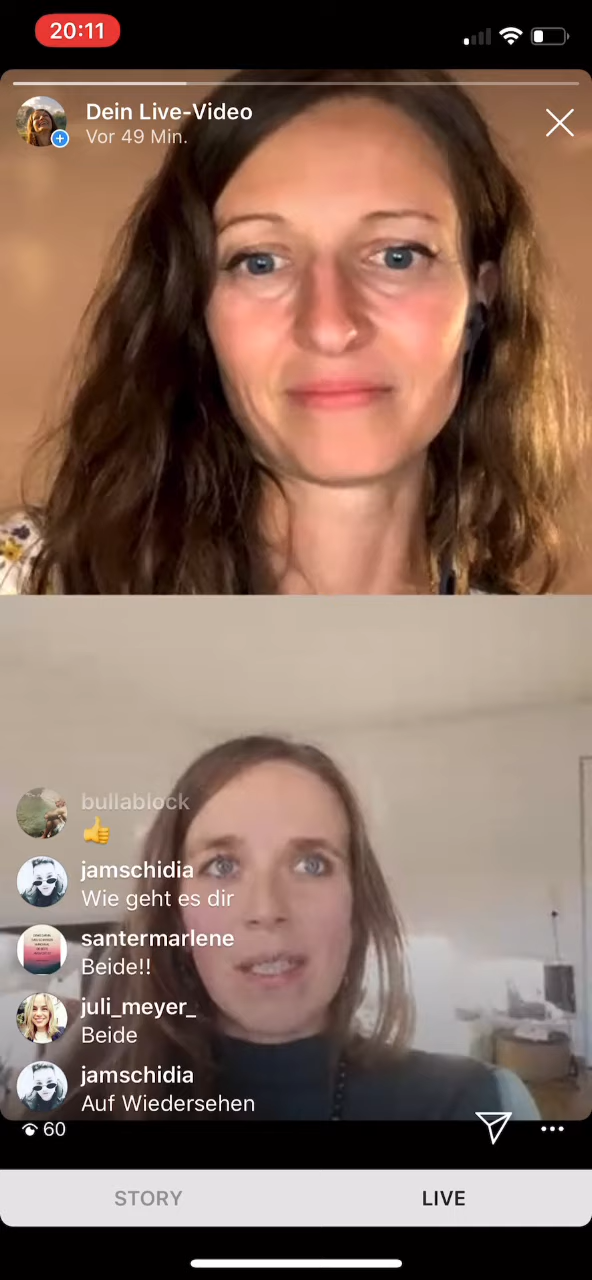 20:11
Dein Live-Video
Vor 49 Min.
bullablock
👍
jamschidia
Wie geht es dir
santermarlene
Beide!!
juli_meyer_
Beide
jamschidia
Auf Wiedersehen
60
STORY
LIVE